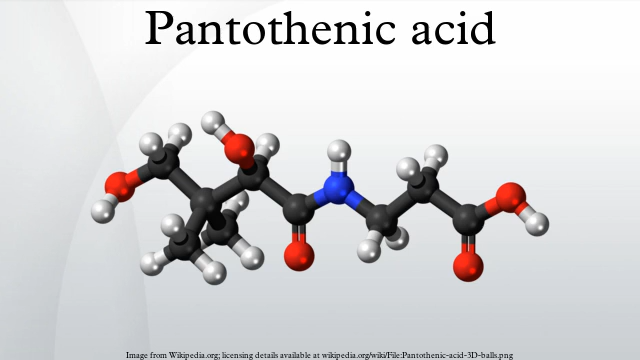 Pantothenic acid
Image from Wikipedia.org; licensing details available at wikipedia.org/wiki/File:Pantothenic-acid-3D-balls.png